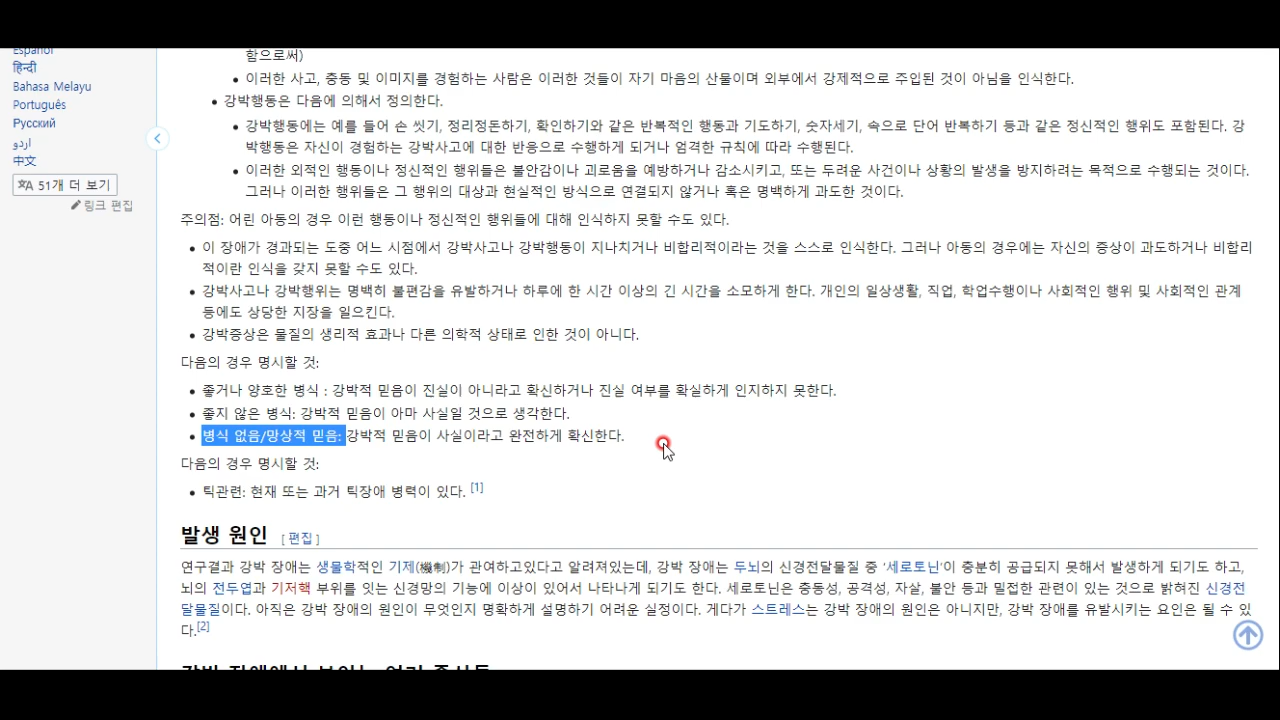 Español
हिन्दी
Bahasa Melayu
Português
Русский
اردو
中文
51개 더 보기
링크 편집
함으로써)
이러한 사고, 충동 및 이미지를 경험하는 사람은 이러한 것들이 자기 마음의 산물이며 외부에서 강제적으로 주입된 것이 아님을 인식한다.
강박행동은 다음에 의해서 정의한다.
강박행동에는 예를 들어 손 씻기, 정리정돈하기, 확인하기와 같은 반복적인 행동과 기도하기, 숫자세기, 속으로 단어 반복하기 등과 같은 정신적인 행위도 포함된다. 강
박행동은 자신이 경험하는 강박사고에 대한 반응으로 수행하게 되거나 엄격한 규칙에 따라 수행된다.
이러한 외적인 행동이나 정신적인 행위들은 불안감이나 괴로움을 예방하거나 감소시키고, 또는 두려운 사건이나 상황의 발생을 방지하려는 목적으로 수행되는 것이다.
그러나 이러한 행위들은 그 행위의 대상과 현실적인 방식으로 연결되지 않거나 혹은 명백하게 과도한 것이다.
주의점: 어린 아동의 경우 이런 행동이나 정신적인 행위들에 대해 인식하지 못할 수도 있다.
이 장애가 경과되는 도중 어느 시점에서 강박사고나 강박행동이 지나치거나 비합리적이라는 것을 스스로 인식한다. 그러나 아동의 경우에는 자신의 증상이 과도하거나 비합리
적이란 인식을 갖지 못할 수도 있다.
강박사고나 강박행위는 명백히 불편감을 유발하거나 하루에 한 시간 이상의 긴 시간을 소모하게 한다. 개인의 일상생활, 직업, 학업수행이나 사회적인 행위 및 사회적인 관계
등에도 상당한 지장을 일으킨다.
강박증상은 물질의 생리적 효과나 다른 의학적 상태로 인한 것이 아니다.
다음의 경우 명시할 것:
좋거나 양호한 병식 : 강박적 믿음이 진실이 아니라고 확신하거나 진실 여부를 확실하게 인지하지 못한다.
좋지 않은 병식: 강박적 믿음이 아마 사실일 것으로 생각한다.
병식 없음/망상적 믿음: 강박적 믿음이 사실이라고 완전하게 확신한다.
다음의 경우 명시할 것:
틱관련: 현재 또는 과거 틱장애 병력이 있다. [1]
발생 원인 [편집]
연구결과 강박 장애는 생물학적인 기제(機制)가 관여하고있다고 알려져있는데, 강박 장애는 두뇌의 신경전달물질 중 '세로토닌'이 충분히 공급되지 못해서 발생하게 되기도 하고,
뇌의 전두엽과 기저핵 부위를 잇는 신경망의 기능에 이상이 있어서 나타나게 되기도 한다. 세로토닌은 충동성, 공격성, 자살, 불안 등과 밀접한 관련이 있는 것으로 밝혀진 신경전
달물질이다. 아직은 강박 장애의 원인이 무엇인지 명확하게 설명하기 어려운 실정이다. 게다가 스트레스는 강박 장애의 원인은 아니지만, 강박 장애를 유발시키는 요인은 될 수 있
다.[2]
강박 장애에서 보이는 여러 증상들